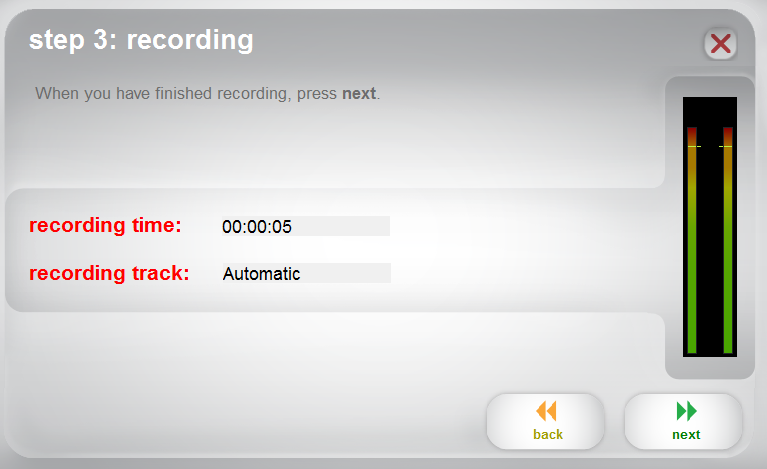 step 3: recording
When you have finished recording, press next.
recording time: 00:00:05
recording track: Automatic
back
next